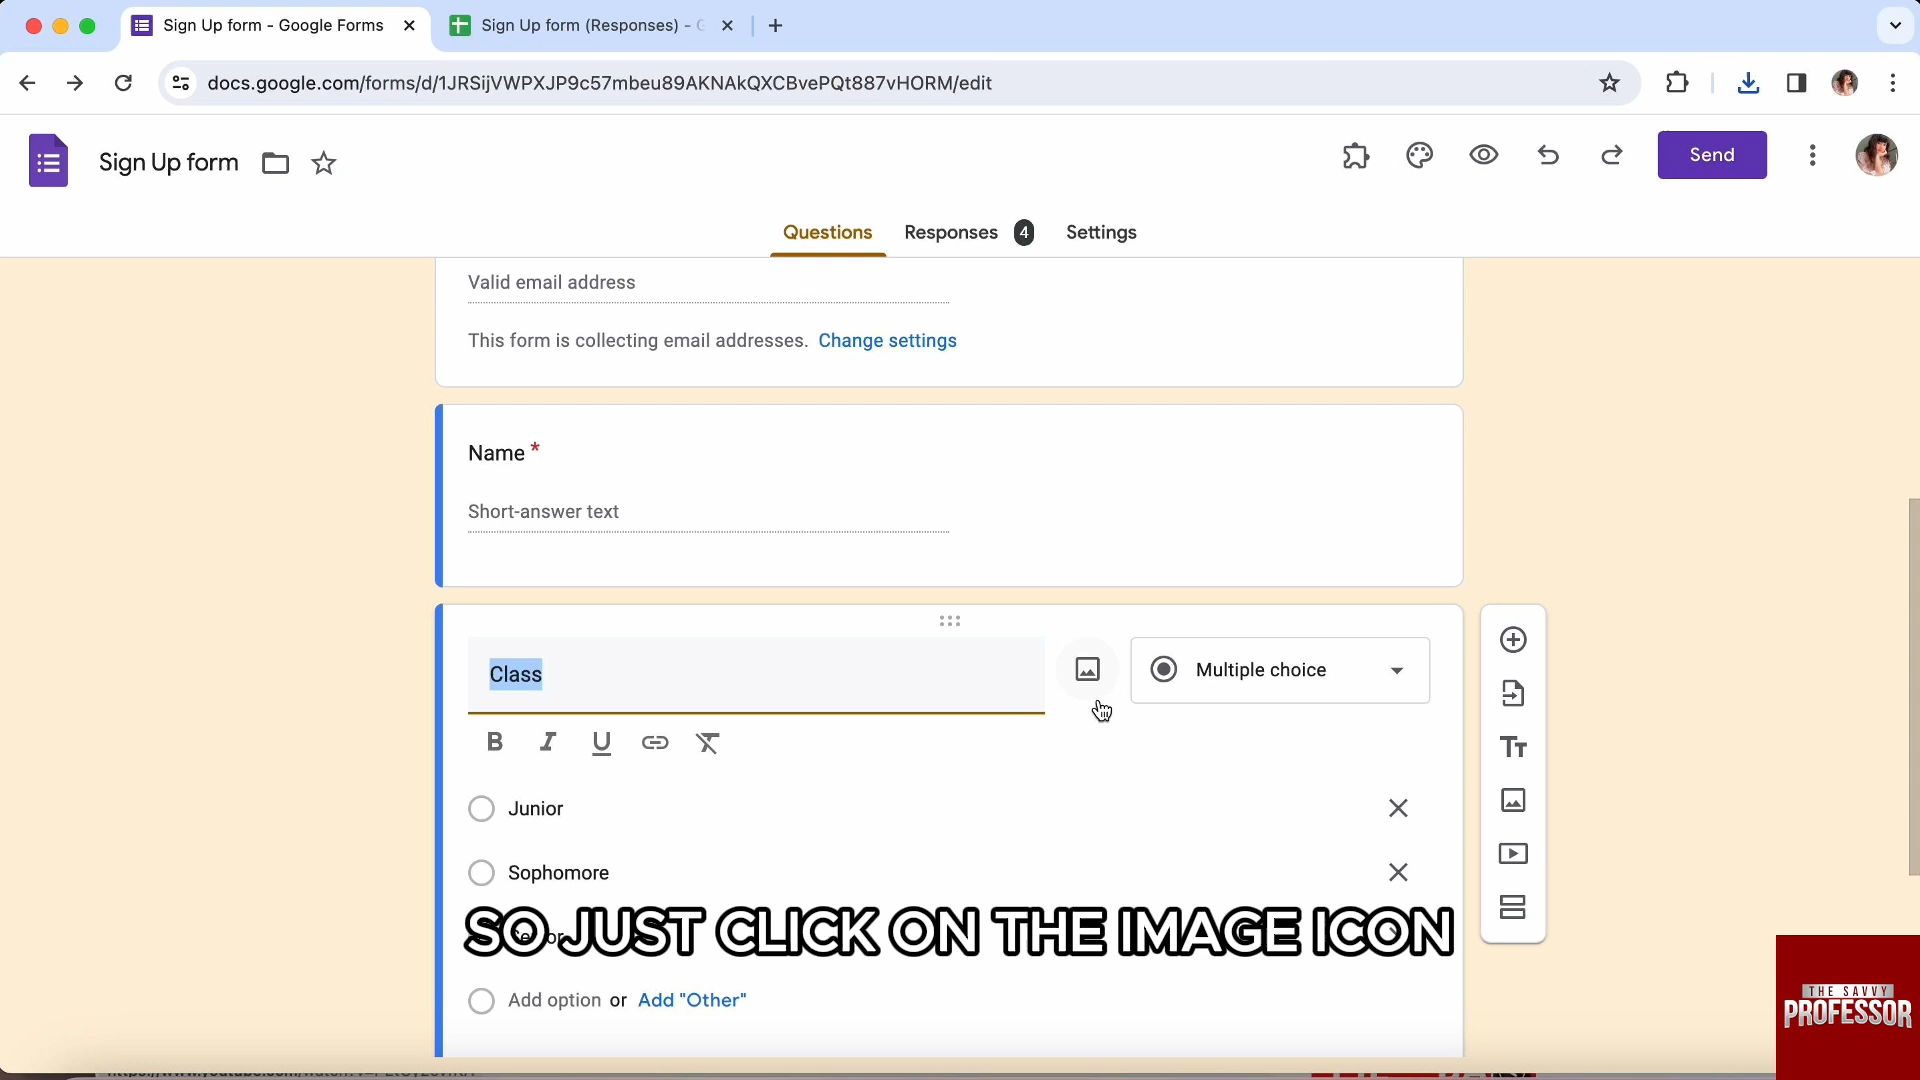 Sign Up form - Google Forms
Sign Up form (Responses) - G
docs.google.com/forms/d/1JRSijVWPXJP9c57mbeu89AKNAkQXCBvePQt887vHORM/edit
Sign Up form
Send
Questions
Responses 4
Settings
Valid email address
This form is collecting email addresses. Change settings
Name *
Short-answer text
Class
Multiple choice
B I U
Tт
Junior
Sophomore
SO JUST CLICK ON THE IMAGE ICON
Add option or Add "Other"
THE SAVVY
PROFESSOR